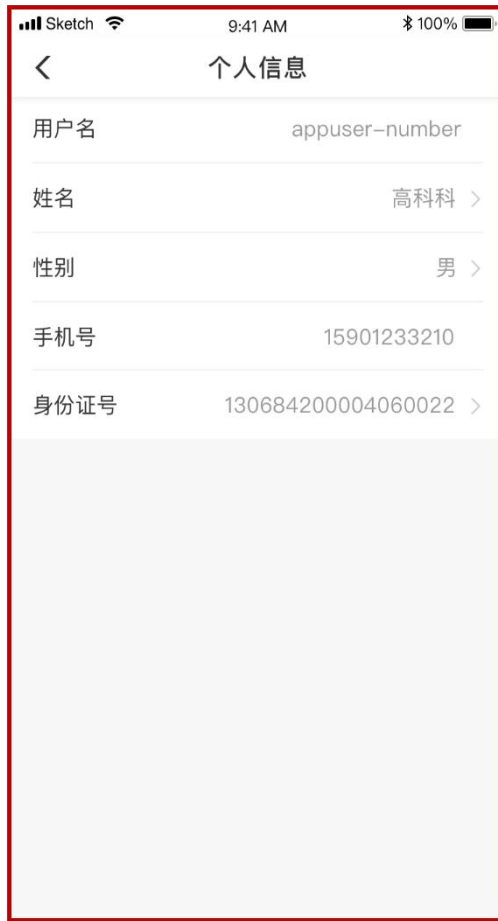 Sketch 9:41 AM 100%
个人信息
用户名 appuser-number
姓名 高科科
性别 男
手机号 15901233210
身份证号 130684200004060022